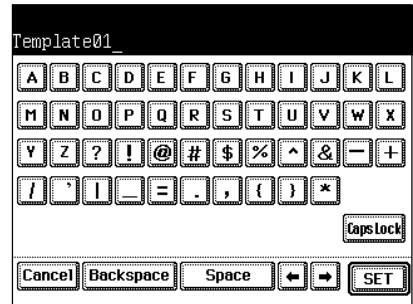 Template01_
A B C D E F G H I J K L
M N O P Q R S T U V W X
Y Z ? ! @ # $ % ^ & - +
/ ` | _ = . , { } *
Caps Lock
Cancel Backspace Space ← → SET